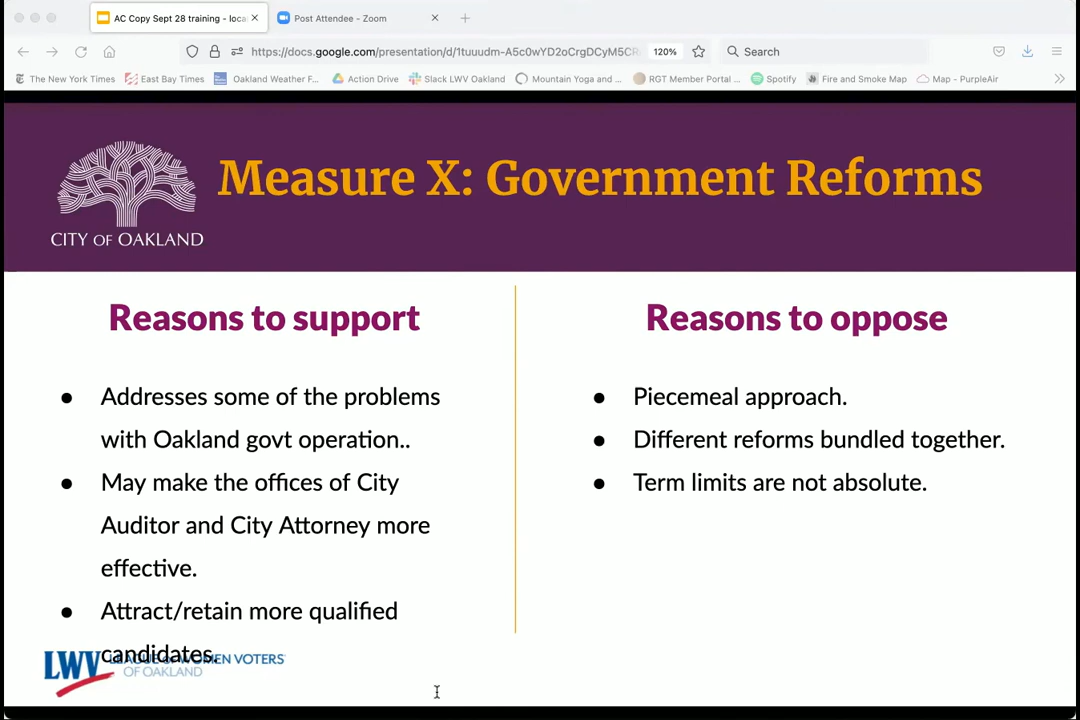 AC Copy Sept 28 training - loca
Post Attendee - Zoom
https://docs.google.com/presentation/d/1tuuudm-A5c0wYD2oCrgDCyM5CR
120%
Search
The New York Times
East Bay Times
Oakland Weather F...
Action Drive
Slack LWV Oakland
Mountain Yoga and ...
RGT Member Portal ...
Spotify
Fire and Smoke Map
Map - PurpleAir
Measure X: Government Reforms
CITY OF OAKLAND
Reasons to support
● Addresses some of the problems
with Oakland govt operation..
● May make the offices of City
Auditor and City Attorney more
effective.
● Attract/retain more qualified
candidates.
Reasons to oppose
● Piecemeal approach.
● Different reforms bundled together.
● Term limits are not absolute.
LWV LEAGUE OF WOMEN VOTERS®
OF OAKLAND